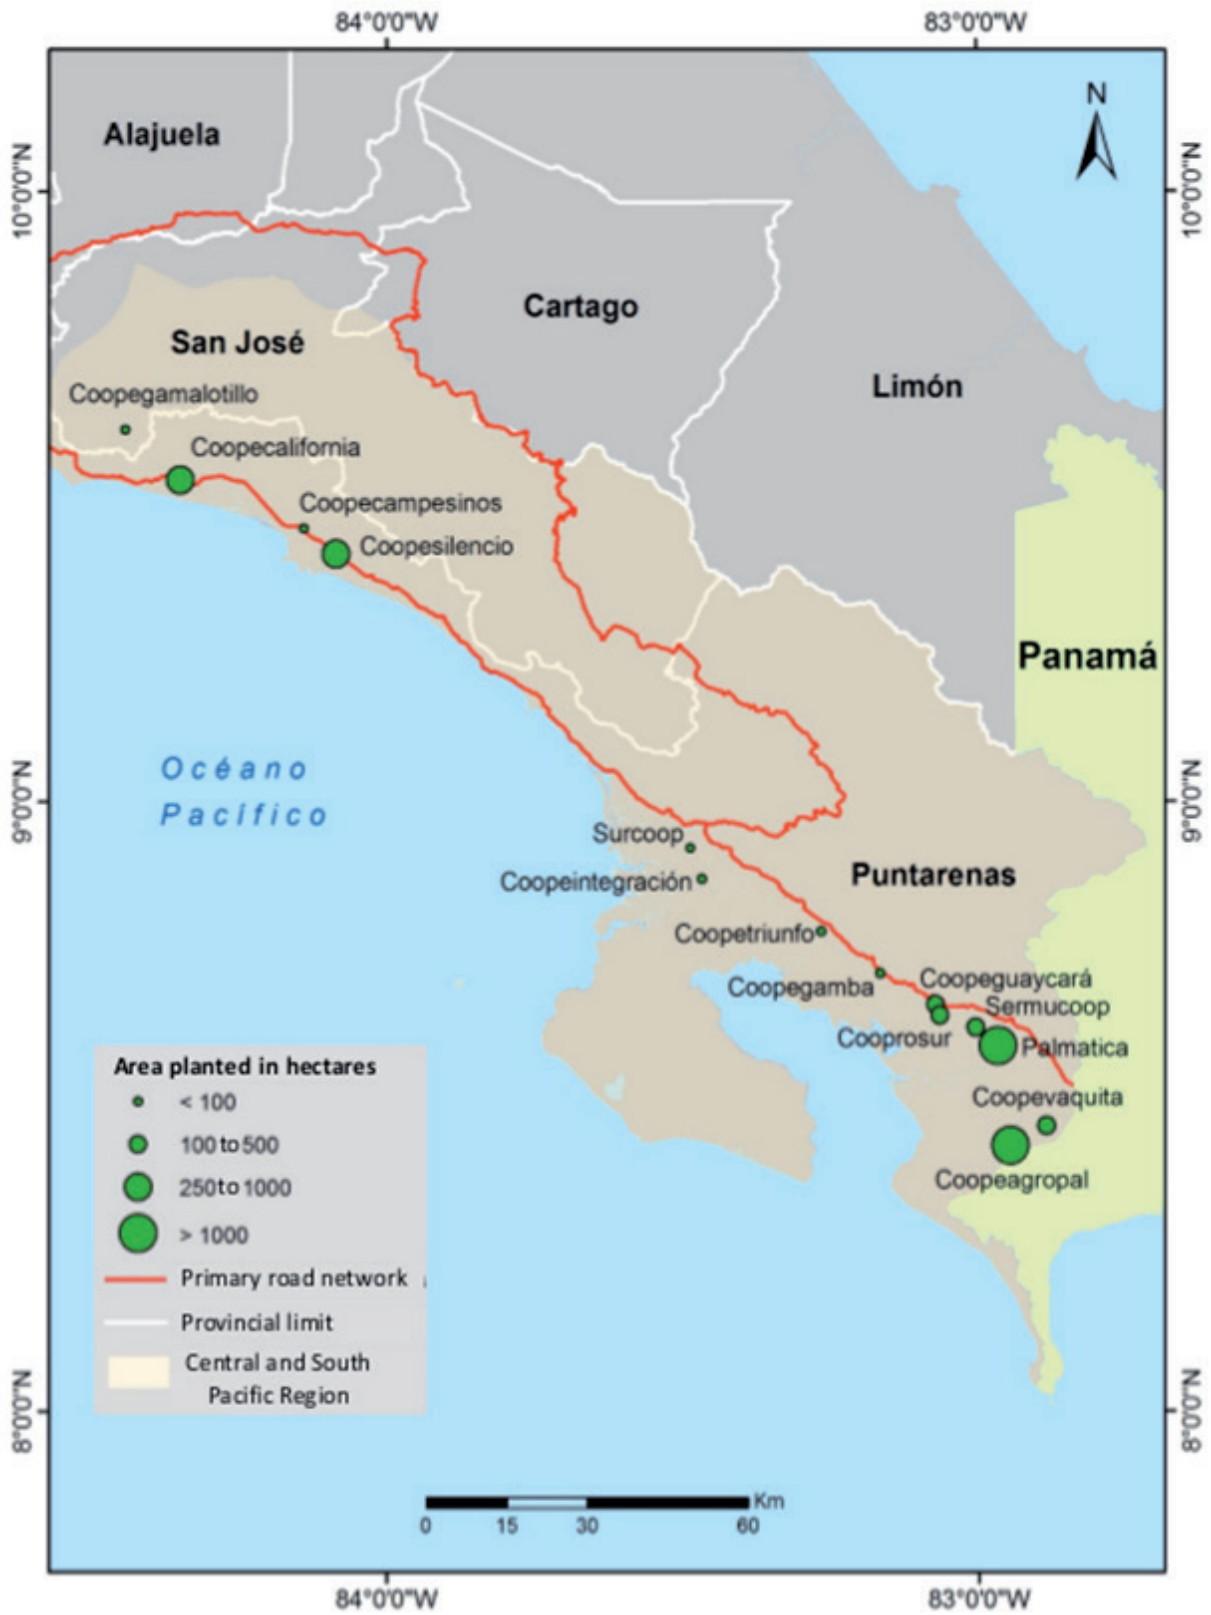 84°0'0"W
83°0'0"W
N
Alajuela
10°0'0"N
10°0'0"N
Cartago
San José
Limón
Coopegamalotillo
Coopecalifornia
Coopecampesinos
Coopesilencio
Panamá
Océano
Pacífico
9°0'0"N
9°0'0"N
Surcoop
Puntarenas
Coopeintegración
Coopetriunfo
Coopegamba
Coopeguaycará
Sermucoop
Cooprosur
Palmatica
Coopevaquita
Coopeagropal
Area planted in hectares
< 100
100 to 500
250 to 1000
> 1000
Primary road network
Provincial limit
Central and South
Pacific Region
8°0'0"N
8°0'0"N
Km
0 15 30 60
84°0'0"W
83°0'0"W